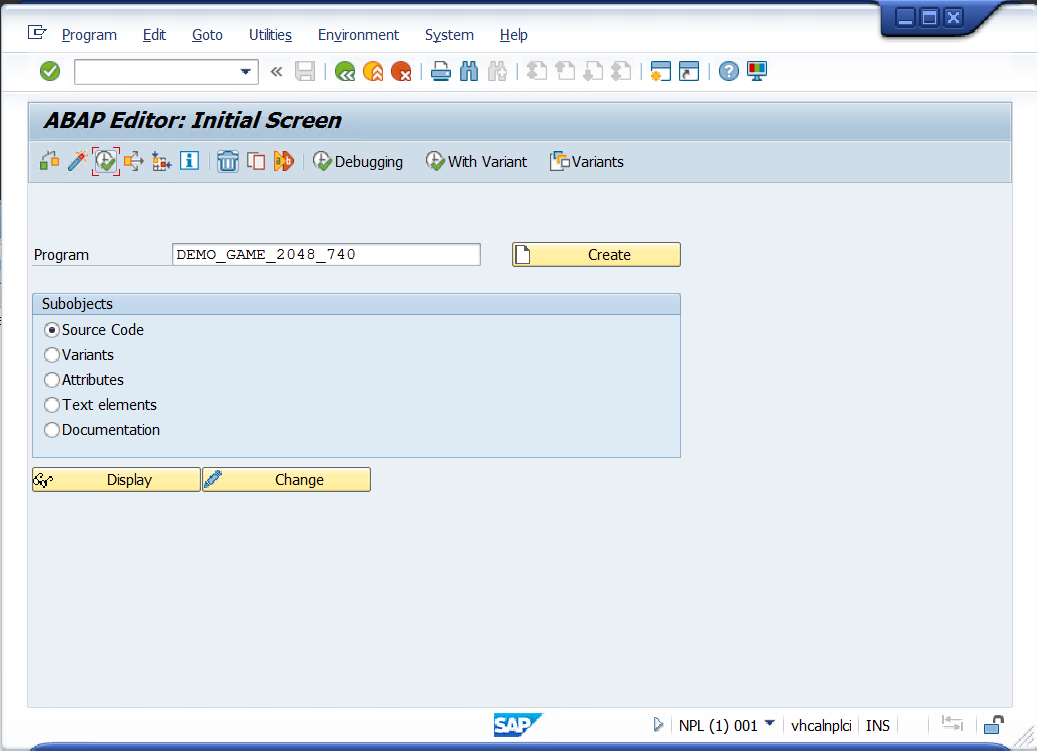 Program Edit Goto Utilities Environment System Help
ABAP Editor: Initial Screen
Debugging With Variant Variants
Program DEMO_GAME_2048_740 Create
Subobjects
Source Code
Variants
Attributes
Text elements
Documentation
Display Change
SAP NPL (1) 001 vhcalnplci INS